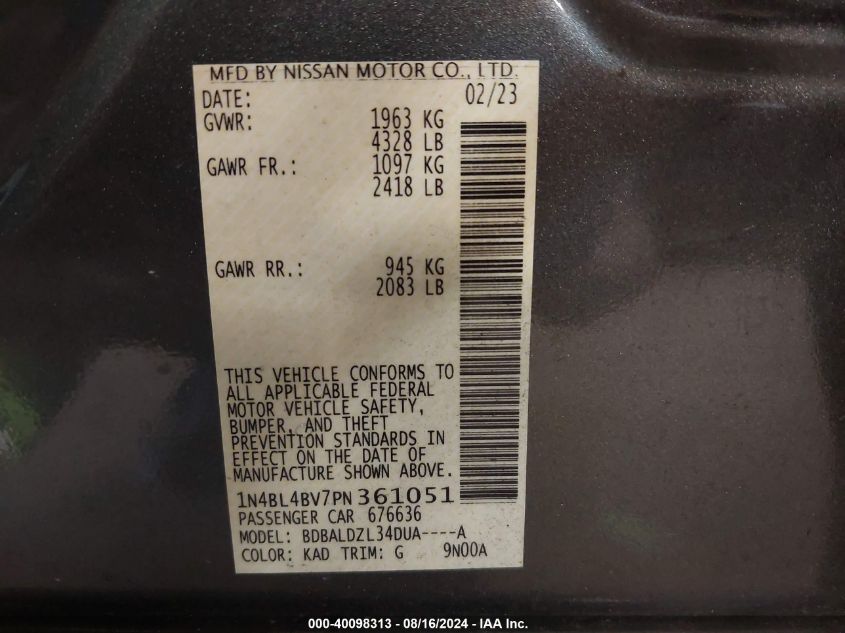 MFD BY NISSAN MOTOR CO., LTD.
DATE: 02/23
GVWR: 1963 KG
4328 LB
GAWR FR.: 1097 KG
2418 LB
GAWR RR.: 945 KG
2083 LB
THIS VEHICLE CONFORMS TO
ALL APPLICABLE FEDERAL
MOTOR VEHICLE SAFETY,
BUMPER, AND THEFT
PREVENTION STANDARDS IN
EFFECT ON THE DATE OF
MANUFACTURE SHOWN ABOVE.
1N4BL4BV7PN361051
PASSENGER CAR 676636
MODEL: BDBALDZL34DUA----A
COLOR: KAD TRIM: G 9N00A
000-40098313 - 08/16/2024 - IAA Inc.